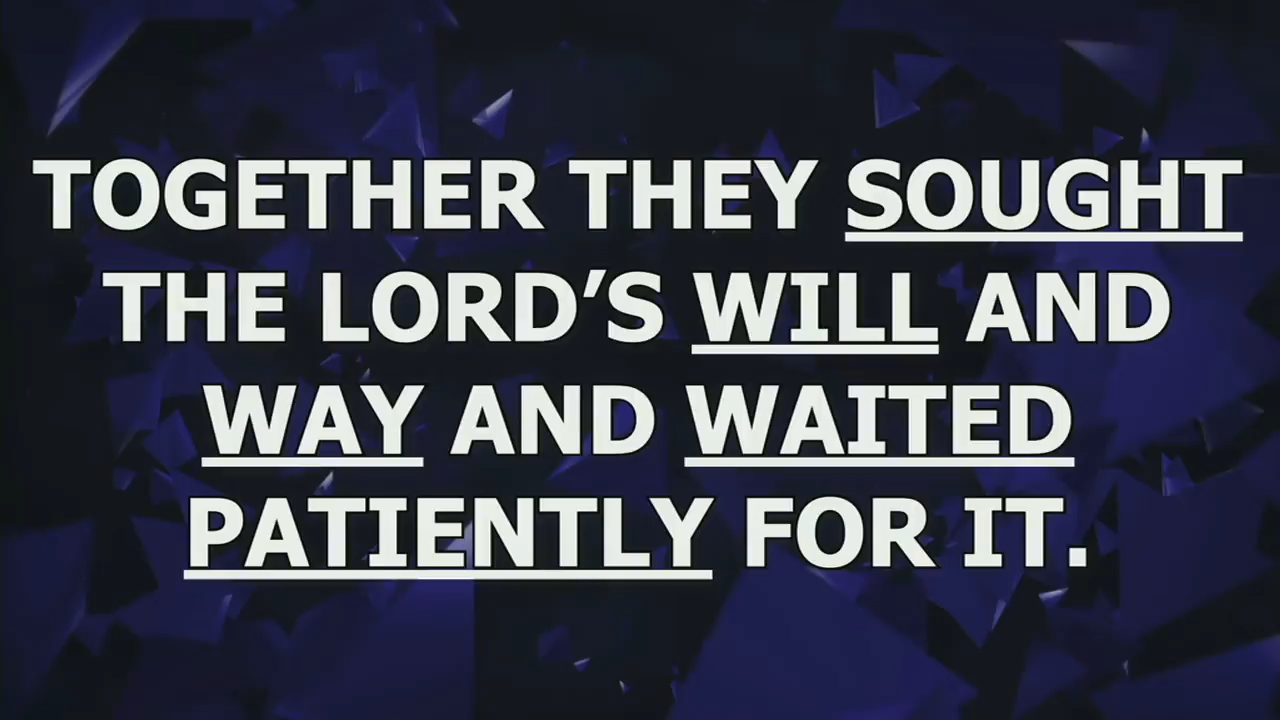 TOGETHER THEY SOUGHT
THE LORD’S WILL AND
WAY AND WAITED
PATIENTLY FOR IT.